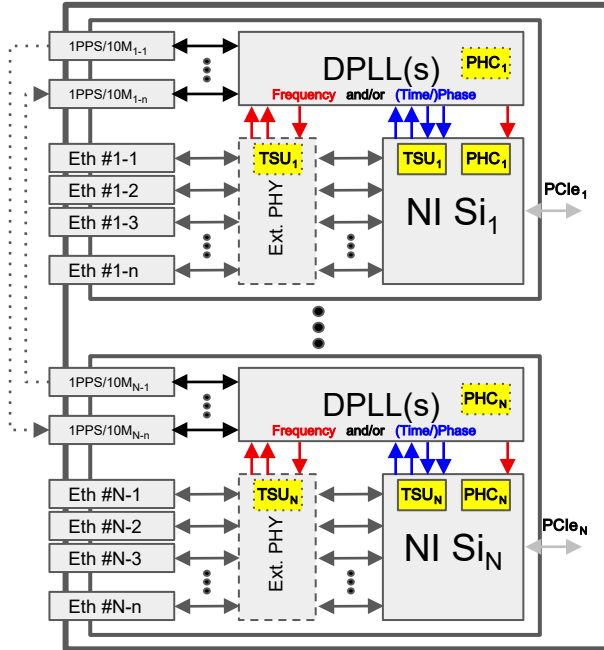 1PPS/10M1-1
DPLL(s)
PHC1
1PPS/10M1-n
Frequency and/or (Time/)Phase
Eth #1-1
TSU1
TSU1
PHC1
Eth #1-2
Ext. PHY
NI Si1
PCIe1
Eth #1-3
Eth #1-n
1PPS/10MN-1
DPLL(s)
PHCN
1PPS/10MN-n
Frequency and/or (Time/)Phase
Eth #N-1
TSUN
TSUN
PHCN
Eth #N-2
Ext. PHY
NI SiN
PCIeN
Eth #N-3
Eth #N-n